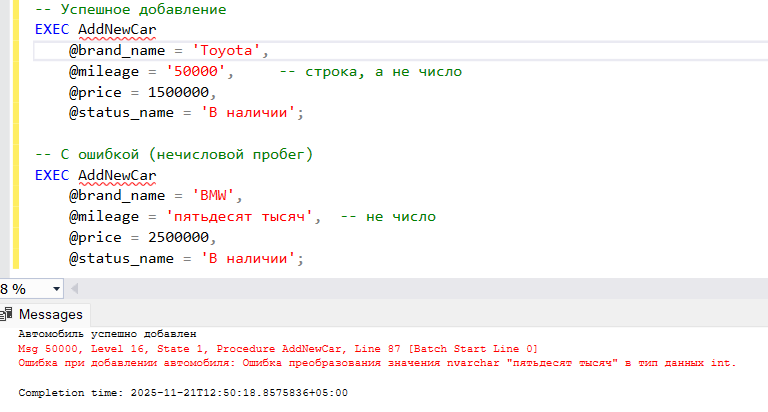 -- Успешное добавление
EXEC AddNewCar
@brand_name = 'Toyota',
@mileage = '50000',     -- строка, а не число
@price = 1500000,
@status_name = 'В наличии';
-- С ошибкой (нечисловой пробег)
EXEC AddNewCar
@brand_name = 'BMW',
@mileage = 'пятьдесят тысяч',  -- не число
@price = 2500000,
@status_name = 'В наличии';
8 %
Messages
Автомобиль успешно добавлен
Msg 50000, Level 16, State 1, Procedure AddNewCar, Line 87 [Batch Start Line 0]
Ошибка при добавлении автомобиля: Ошибка преобразования значения nvarchar "пятьдесят тысяч" в тип данных int.
Completion time: 2025-11-21T12:50:18.8575836+05:00